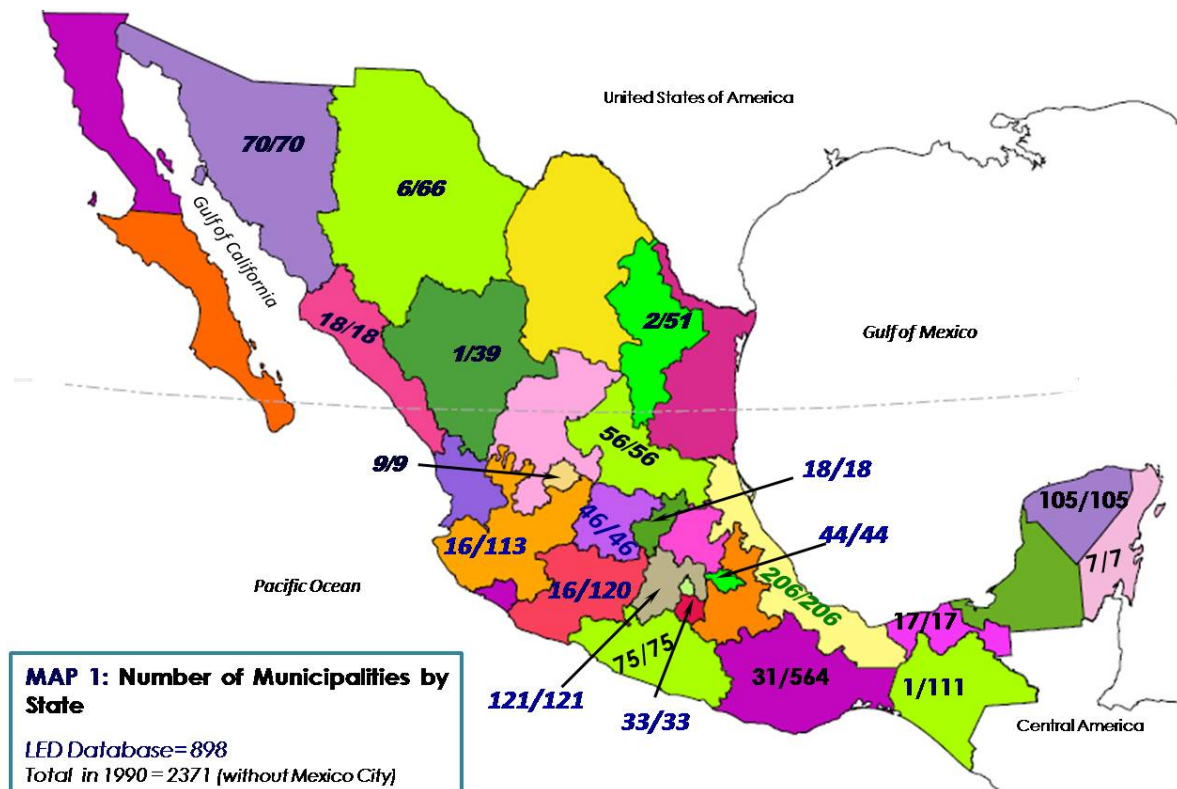 United States of America
70/70
6/66
Gulf of California
18/18
1/39
2/51
Gulf of Mexico
56/56
9/9
18/18
46/46
105/105
44/44
16/113
7/7
Pacific Ocean
16/120
206/206
17/17
75/75
31/564
1/111
121/121
33/33
Central America
MAP 1: Number of Municipalities by
State
LED Database=898
Total in 1990=2371 (without Mexico City)